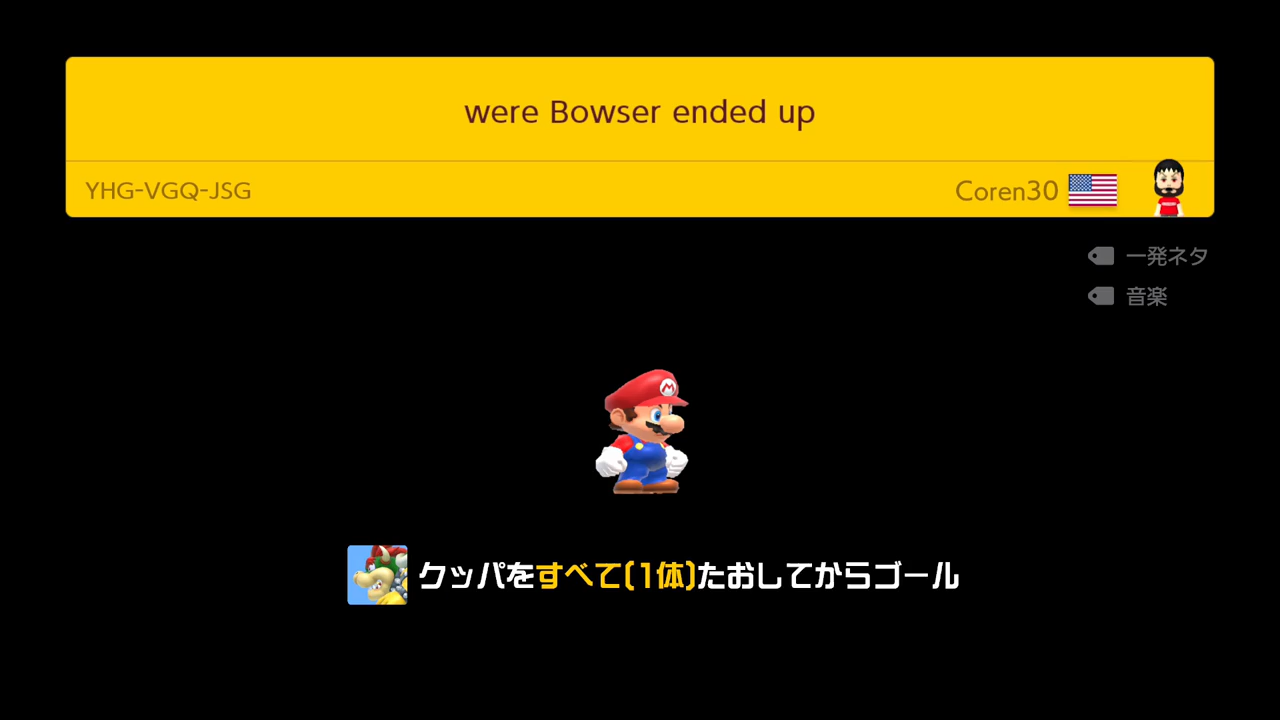 were Bowser ended up
YHG-VGQ-JSG
Coren30
一発ネタ
音楽
クッパをすべて(1体)たおしてからゴール